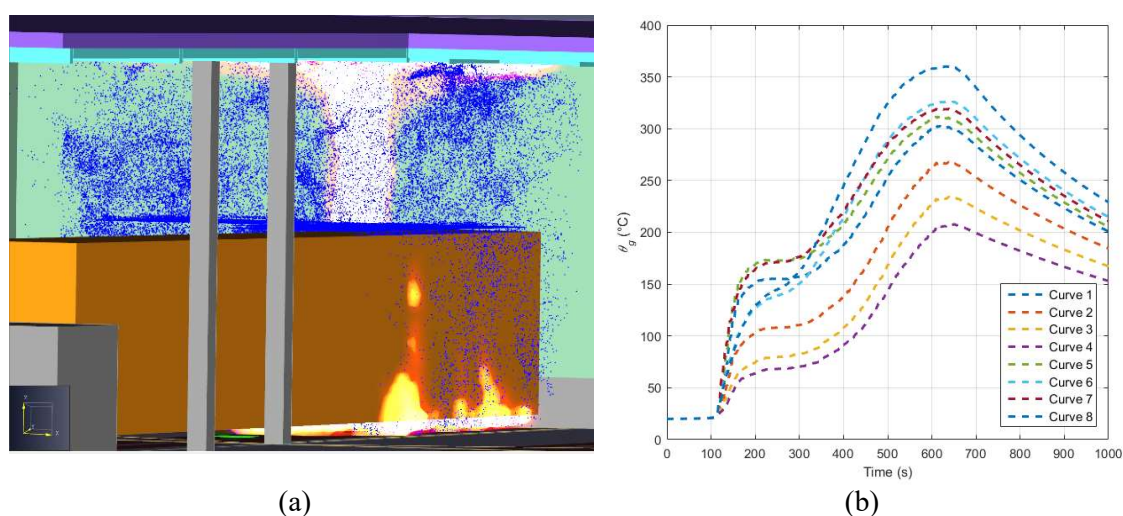 400
350
300
250
200
150
100
50
0
θg (°C)
Curve 1
Curve 2
Curve 3
Curve 4
Curve 5
Curve 6
Curve 7
Curve 8
0 100 200 300 400 500 600 700 800 900 1000
Time (s)
(a) (b)